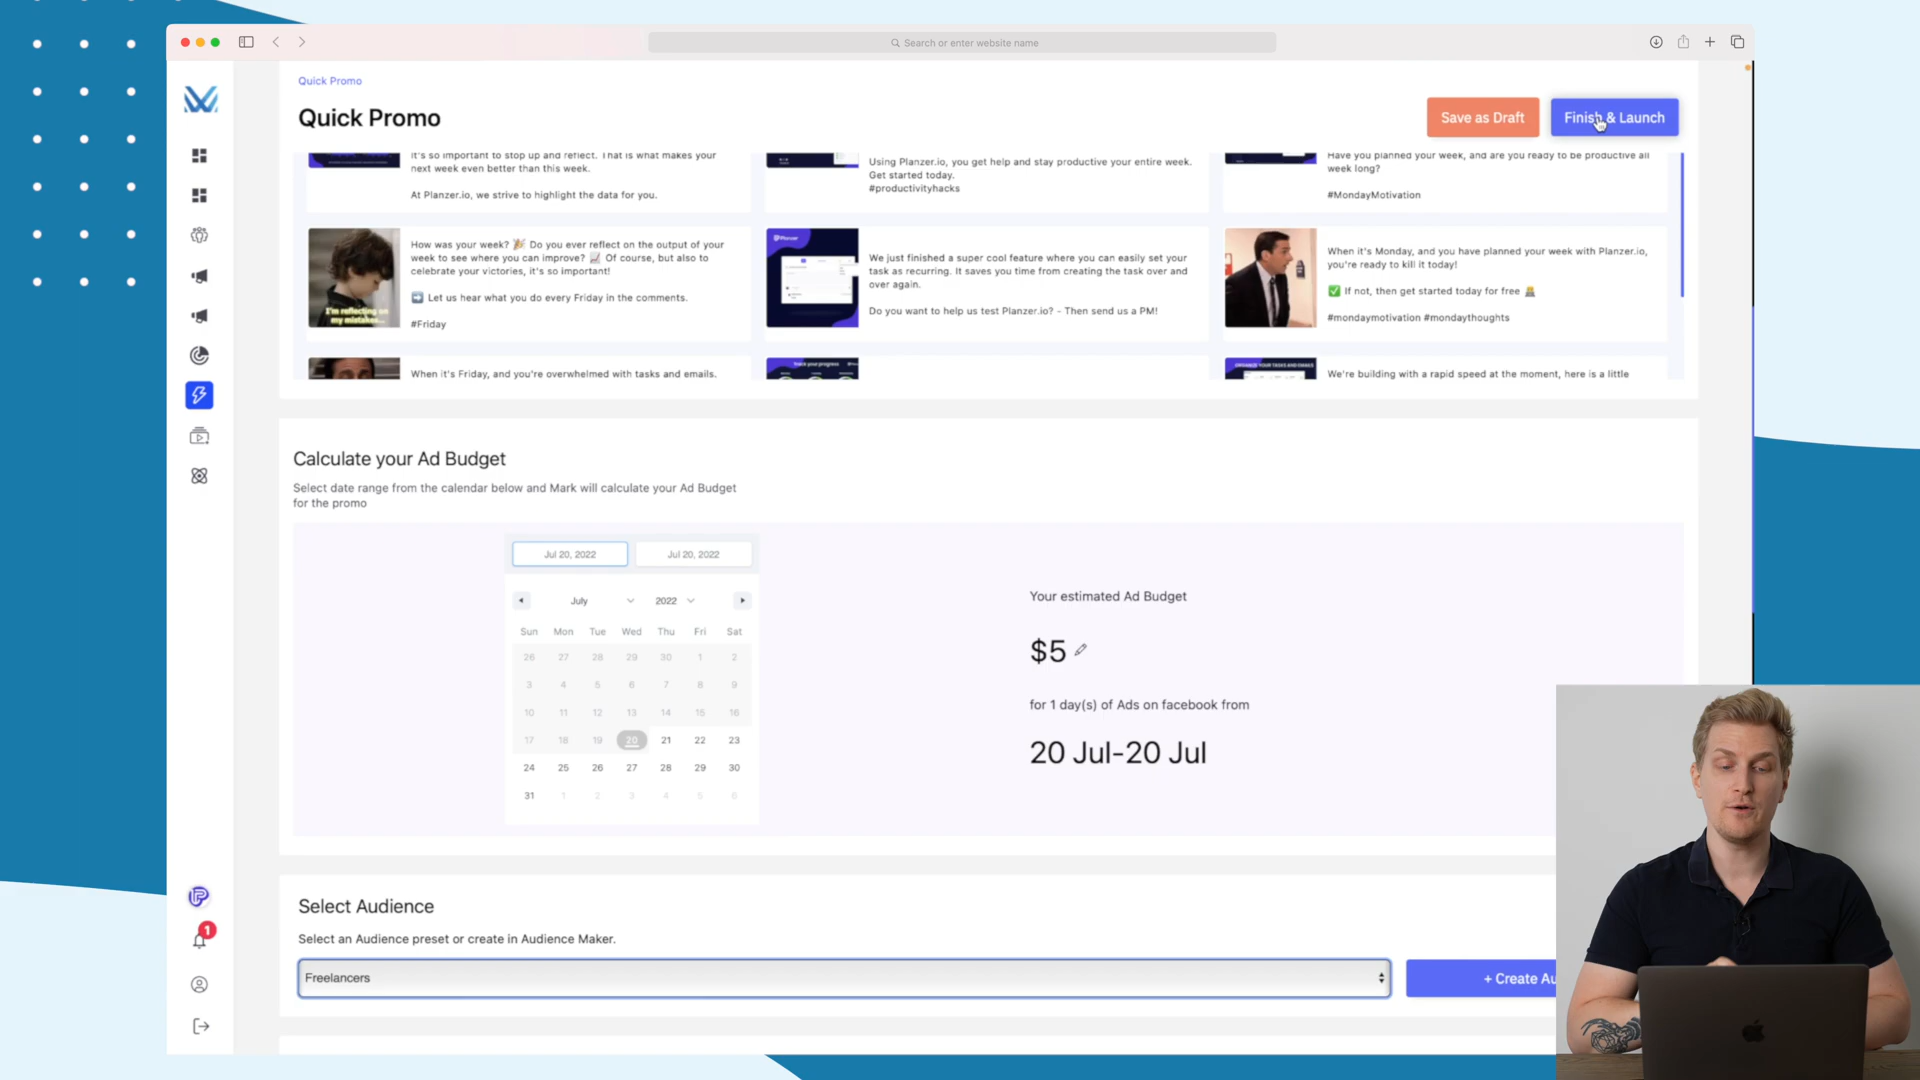 Search or enter website name
Quick Promo
Quick Promo
Save as Draft
Finish & Launch
It's so important to stop up and reflect. That is what makes your
next week even better than this week.
At Planzer.io, we strive to highlight the data for you.
Using Planzer.io, you get help and stay productive your entire week.
Get started today.
#productivityhacks
Have you planned your week, and are you ready to be productive all
week long?
#MondayMotivation
I'm reflecting on
my mistakes...
How was your week? 🎉 Do you ever reflect on the output of your
week to see where you can improve? 📈 Of course, but also to
celebrate your victories, it's so important!
➡️ Let us hear what you do every Friday in the comments.
#Friday
Planzer
We just finished a super cool feature where you can easily set your
task as recurring. It saves you time from creating the task over and
over again.
Do you want to help us test Planzer.io? - Then send us a PM!
When it's Monday, and you have planned your week with Planzer.io,
you're ready to kill it today!
✅ If not, then get started today for free 👨‍💻
#mondaymotivation #mondaythoughts
When it's Friday, and you're overwhelmed with tasks and emails.
Track your progress
ORGANIZE YOUR TASKS AND EMAILS
We're building with a rapid speed at the moment, here is a little
Calculate your Ad Budget
Select date range from the calendar below and Mark will calculate your Ad Budget
for the promo
Jul 20, 2022 Jul 20, 2022
July 2022
Sun Mon Tue Wed Thu Fri Sat
26 27 28 29 30 1 2
3 4 5 6 7 8 9
10 11 12 13 14 15 16
17 18 19 20 21 22 23
24 25 26 27 28 29 30
31 1 2 3 4 5 6
Your estimated Ad Budget
$5
for 1 day(s) of Ads on facebook from
20 Jul-20 Jul
Select Audience
Select an Audience preset or create in Audience Maker.
Freelancers
+ Create Au
1